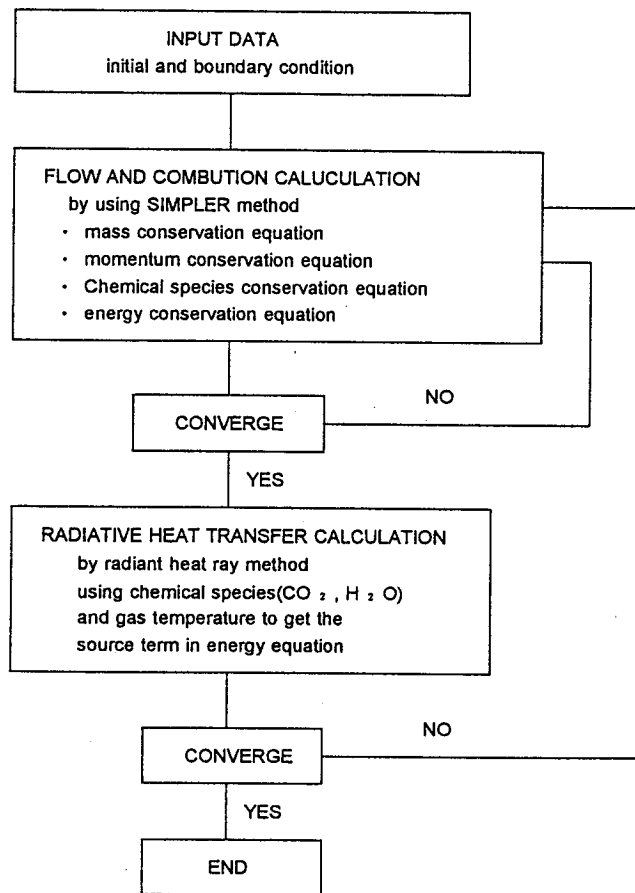 INPUT DATA
initial and boundary condition
FLOW AND COMBUTION CALUCULATION
by using SIMPLER method
· mass conservation equation
· momentum conservation equation
· Chemical species conservation equation
· energy conservation equation
NO
CONVERGE
YES
RADIATIVE HEAT TRANSFER CALCULATION
by radiant heat ray method
using chemical species(CO ₂ , H ₂ O)
and gas temperature to get the
source term in energy equation
NO
CONVERGE
YES
END